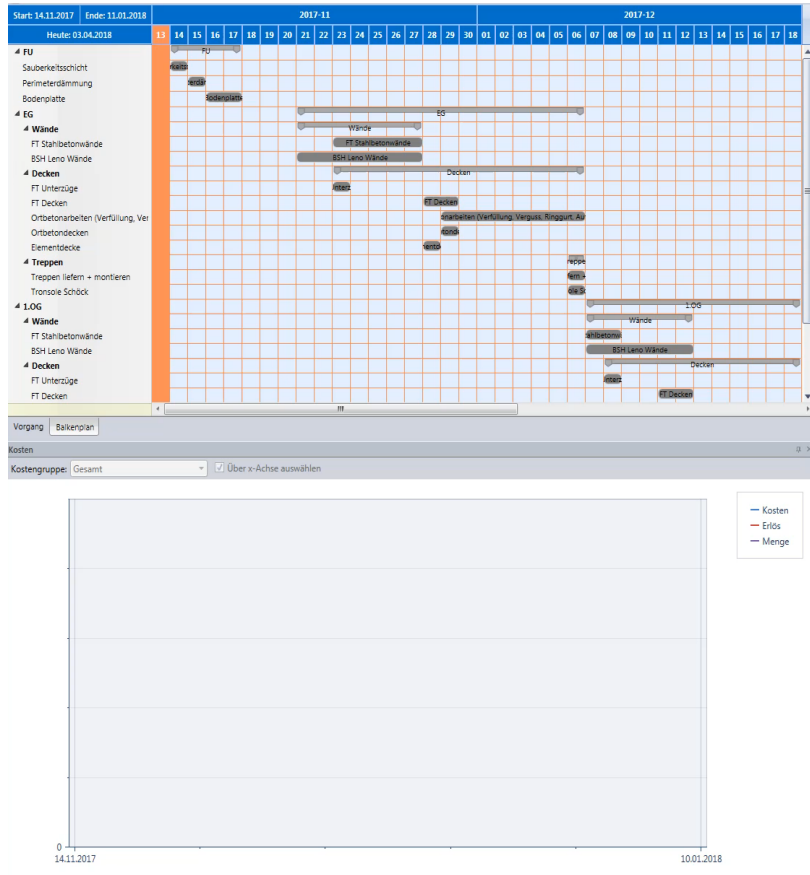 Start: 14.11.2017 Ende: 11.01.2018 2017-11 2017-12
Heute: 03.04.2018 13 14 15 16 17 18 19 20 21 22 23 24 25 26 27 28 29 30 01 02 03 04 05 06 07 08 09 10 11 12 13 14 15 16 17 18
FU FU
Sauberkeitsschicht
Perimeterdämmung
Bodenplatte Bodenplatte
EG EG
Wände Wände
FT Stahlbetonwände FT Stahlbetonwände
BSH Leno Wände BSH Leno Wände
Decken Decken
FT Unterzüge
FT Decken FT Decken
Ortbetonarbeiten (Verfüllung, Ver onarbeiten (Verfüllung, Verguss, Ringgurt, Au
Ortbetondecken
Elementdecke
Treppen
Treppen liefern + montieren
Tronsole Schöck
1.OG 1.OG
Wände Wände
FT Stahlbetonwände
BSH Leno Wände BSH Leno Wände
Decken Decken
FT Unterzüge
FT Decken FT Decken
Vorgang Balkenplan
Kosten
Kostengruppe: Gesamt Über x-Achse auswählen
Kosten
Erlös
Menge
0
14.11.2017 10.01.2018